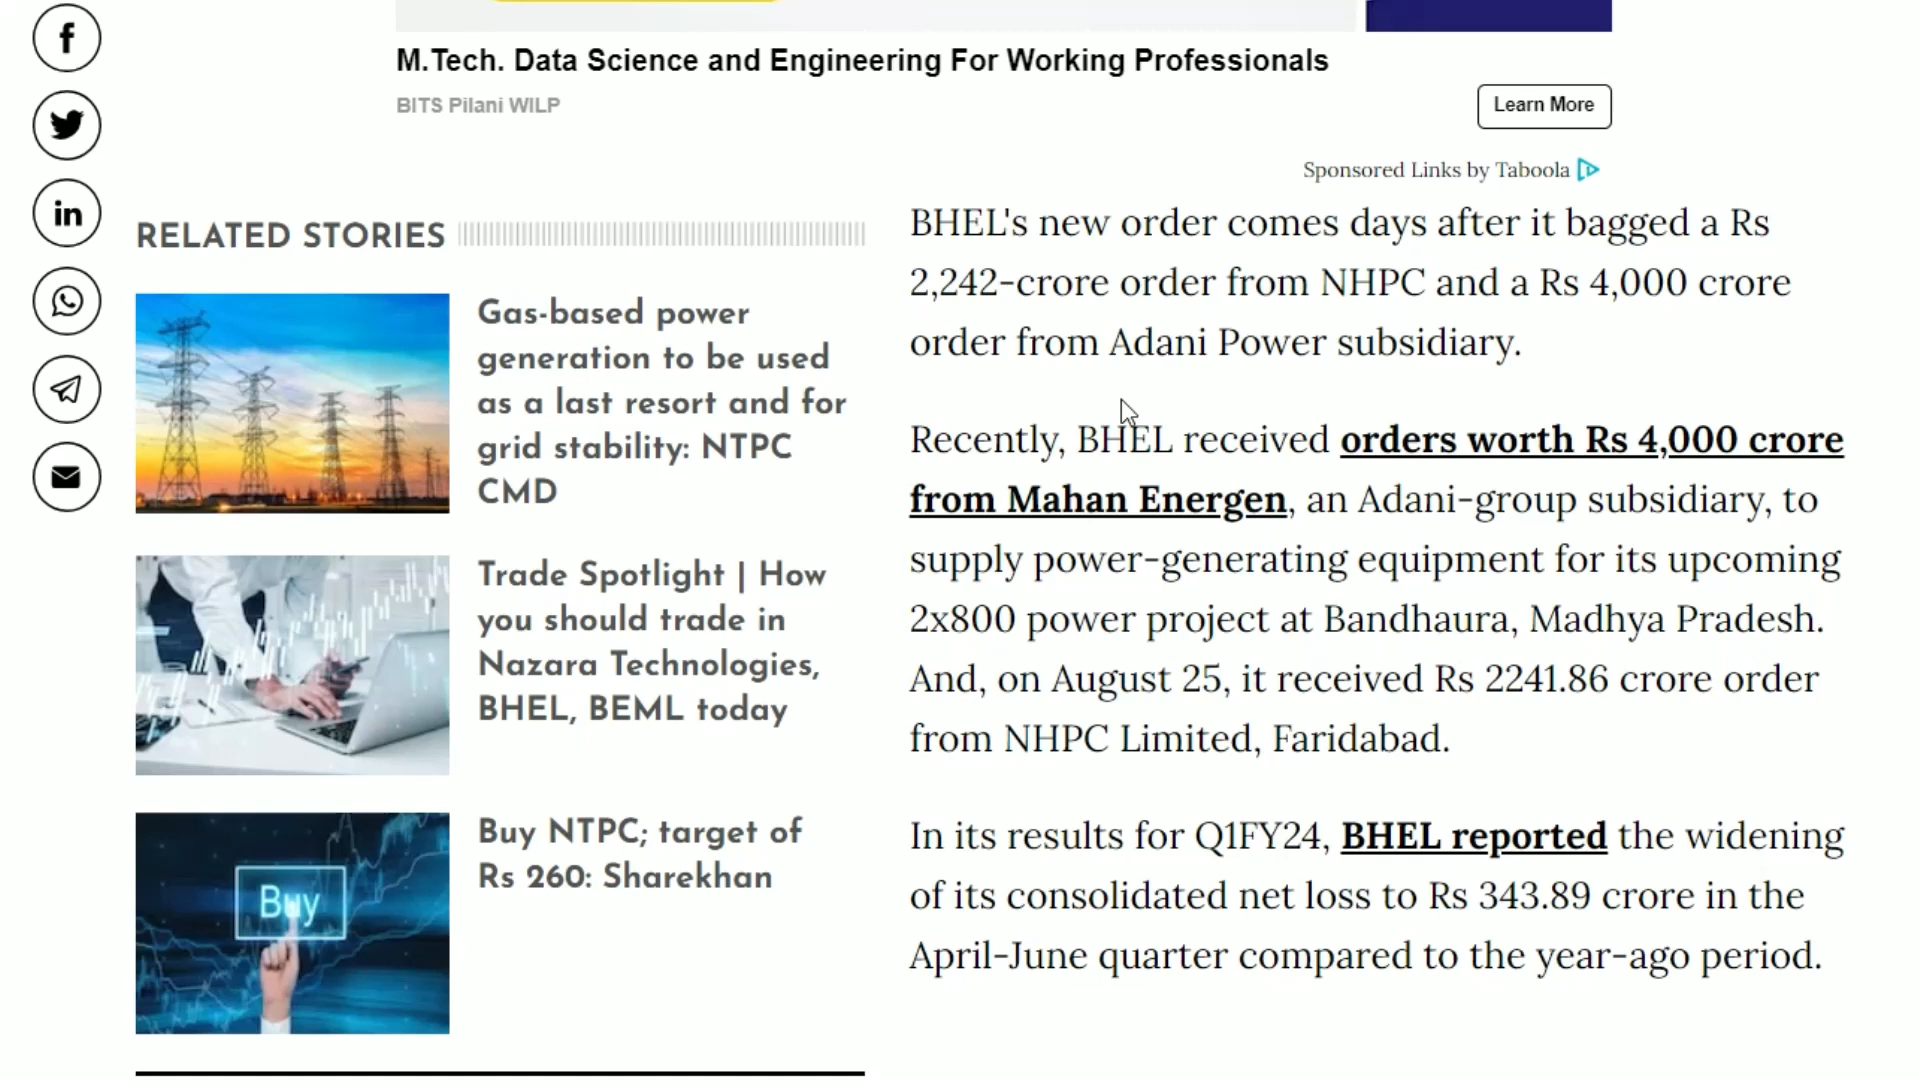 M.Tech. Data Science and Engineering For Working Professionals
BITS Pilani WILP
Learn More
Sponsored Links by Taboola
RELATED STORIES
Gas-based power
generation to be used
as a last resort and for
grid stability: NTPC
CMD
Trade Spotlight | How
you should trade in
Nazara Technologies,
BHEL, BEML today
Buy
Buy NTPC; target of
Rs 260: Sharekhan
BHEL's new order comes days after it bagged a Rs
2,242-crore order from NHPC and a Rs 4,000 crore
order from Adani Power subsidiary.
Recently, BHEL received orders worth Rs 4,000 crore
from Mahan Energen, an Adani-group subsidiary, to
supply power-generating equipment for its upcoming
2x800 power project at Bandhaura, Madhya Pradesh.
And, on August 25, it received Rs 2241.86 crore order
from NHPC Limited, Faridabad.
In its results for Q1FY24, BHEL reported the widening
of its consolidated net loss to Rs 343.89 crore in the
April-June quarter compared to the year-ago period.